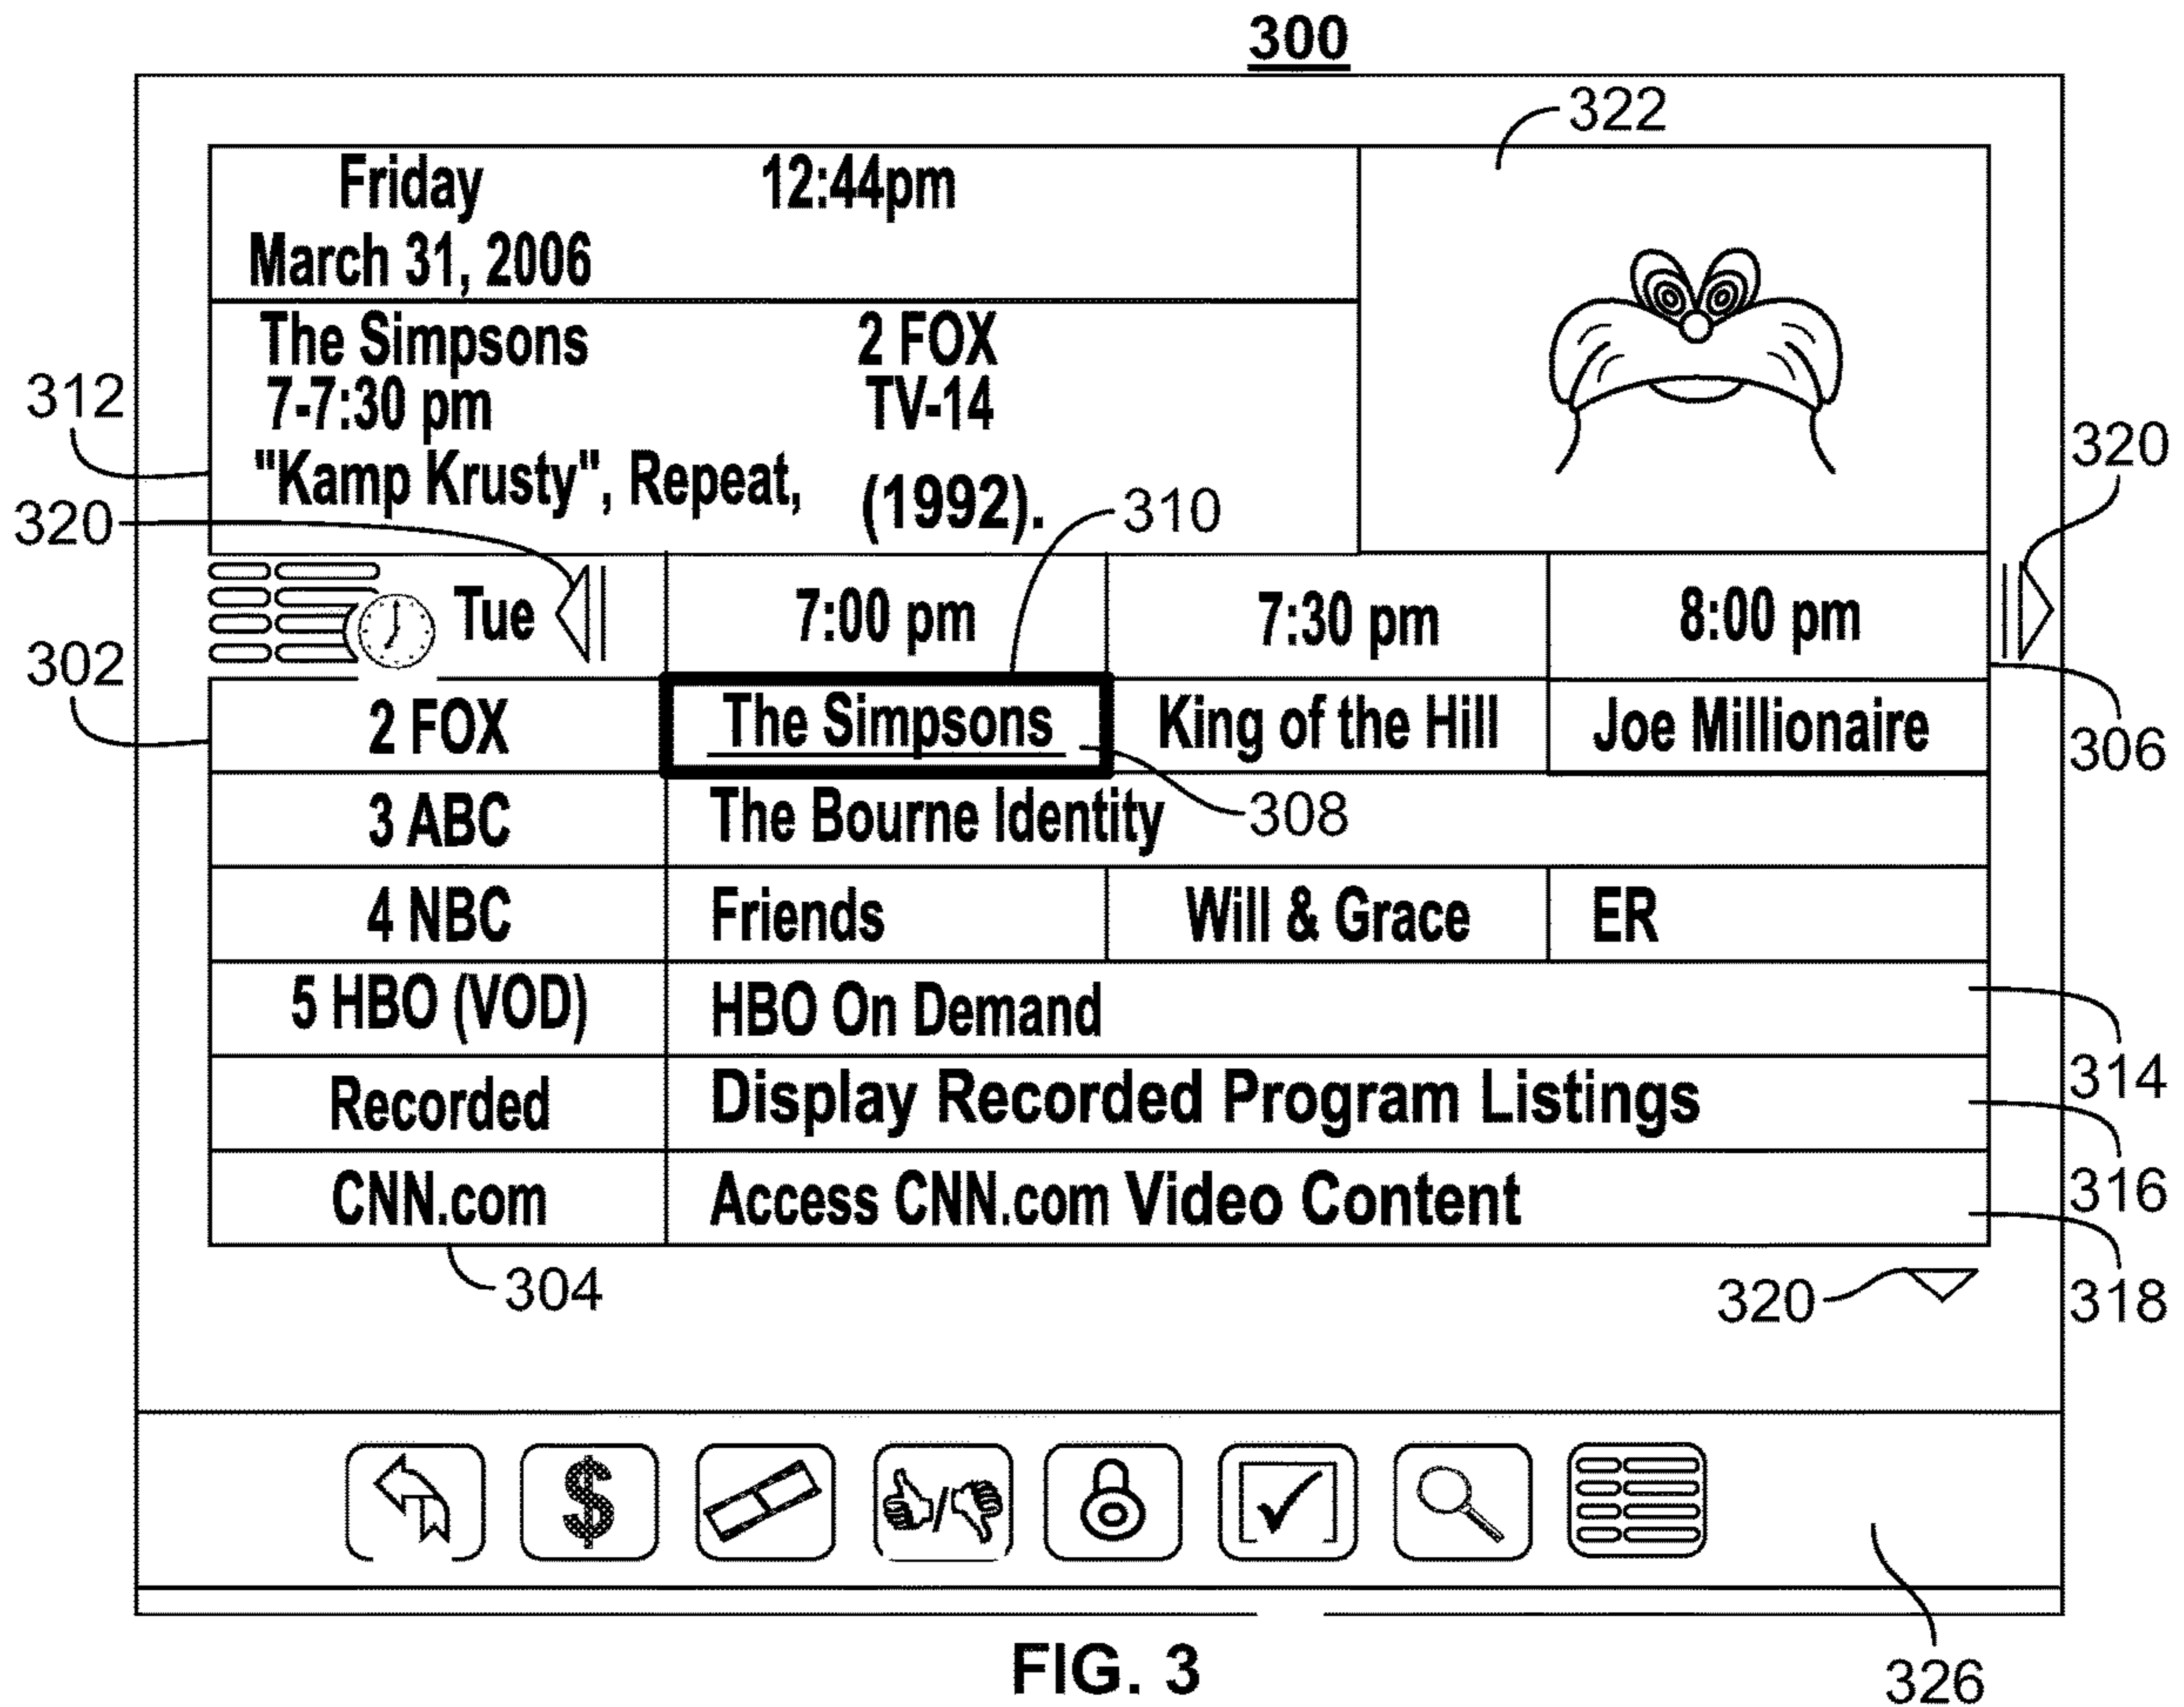 300
322
Friday 12:44pm
March 31, 2006
The Simpsons 2 FOX
312
7-7:30 pm TV-14
320
"Kamp Krusty", Repeat, (1992).
310
320
Tue 7:00 pm 7:30 pm 8:00 pm
302
2 FOX The Simpsons King of the Hill Joe Millionaire
306
3 ABC The Bourne Identity
308
4 NBC Friends Will & Grace ER
5 HBO (VOD) HBO On Demand
314
Recorded Display Recorded Program Listings
316
CNN.com Access CNN.com Video Content
304
320
318
$
/
FIG. 3
326